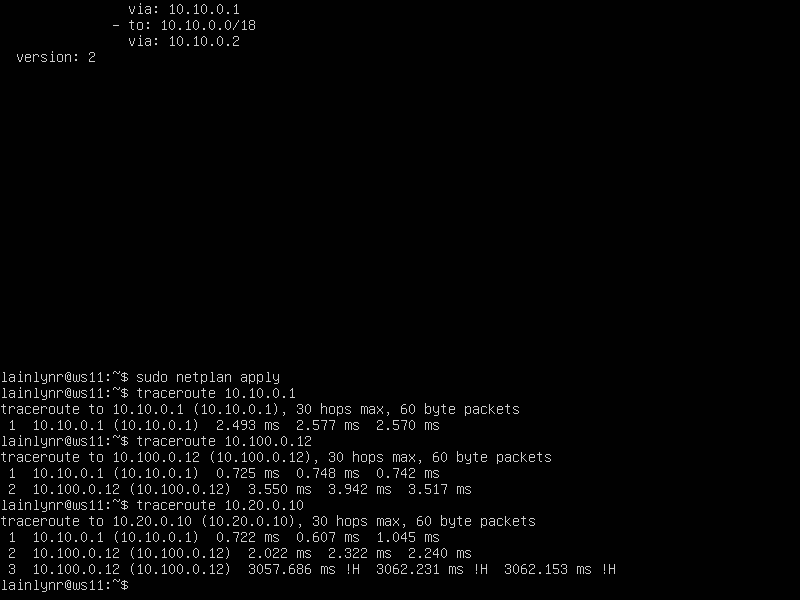 via: 10.10.0.1
- to: 10.10.0.0/18
via: 10.10.0.2
version: 2
lainlynr@ws11:~$ sudo netplan apply
lainlynr@ws11:~$ traceroute 10.10.0.1
traceroute to 10.10.0.1 (10.10.0.1), 30 hops max, 60 byte packets
 1  10.10.0.1 (10.10.0.1)  2.493 ms  2.577 ms  2.570 ms
lainlynr@ws11:~$ traceroute 10.100.0.12
traceroute to 10.100.0.12 (10.100.0.12), 30 hops max, 60 byte packets
 1  10.10.0.1 (10.10.0.1)  0.725 ms  0.748 ms  0.742 ms
 2  10.100.0.12 (10.100.0.12)  3.550 ms  3.942 ms  3.517 ms
lainlynr@ws11:~$ traceroute 10.20.0.10
traceroute to 10.20.0.10 (10.20.0.10), 30 hops max, 60 byte packets
 1  10.10.0.1 (10.10.0.1)  0.722 ms  0.607 ms  1.045 ms
 2  10.100.0.12 (10.100.0.12)  2.022 ms  2.322 ms  2.240 ms
 3  10.100.0.12 (10.100.0.12)  3057.686 ms !H  3062.231 ms !H  3062.153 ms !H
lainlynr@ws11:~$